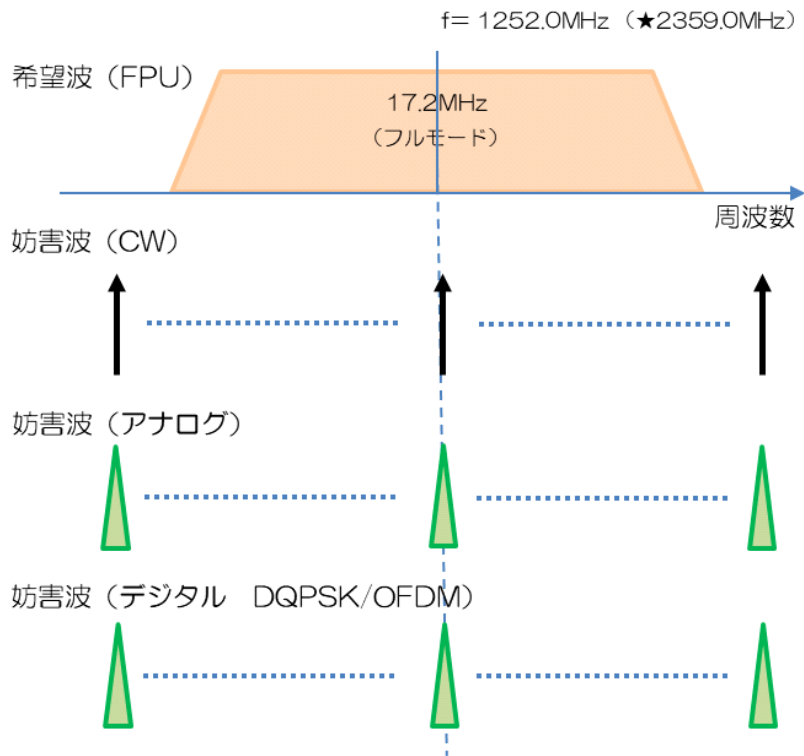 f= 1252.0MHz（★2359.0MHz）
希望波（FPU）
17.2MHz
（フルモード）
周波数
妨害波（CW）
妨害波（アナログ）
妨害波（デジタル　DQPSK/OFDM）